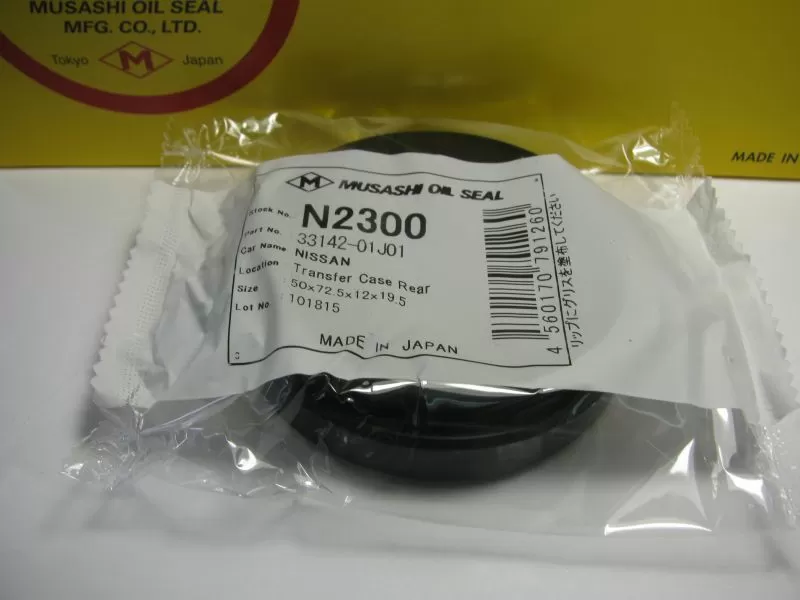 MUSASHI OIL SEAL
MFG. CO., LTD.
Tokyo M Japan
MADE IN
M MUSASHI OIL SEAL
Stock No. N2300
Part No. 33142-01J01
Car Name NISSAN
Location Transfer Case Rear
Size 50×72.5×12×19.5
Lot No. 101815
MADE IN JAPAN
4 560170 791260
リップにグリスを塗布してください